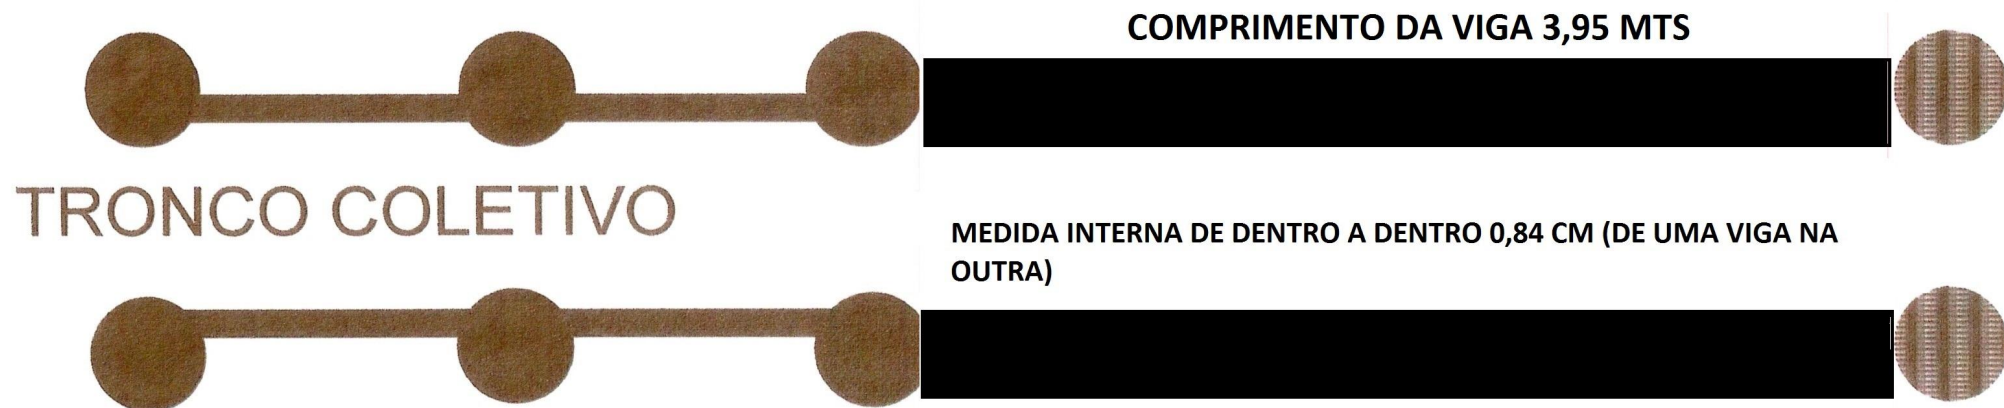 COMPRIMENTO DA VIGA 3,95 MTS
TRONCO COLETIVO
MEDIDA INTERNA DE DENTRO A DENTRO 0,84 CM (DE UMA VIGA NA
OUTRA)